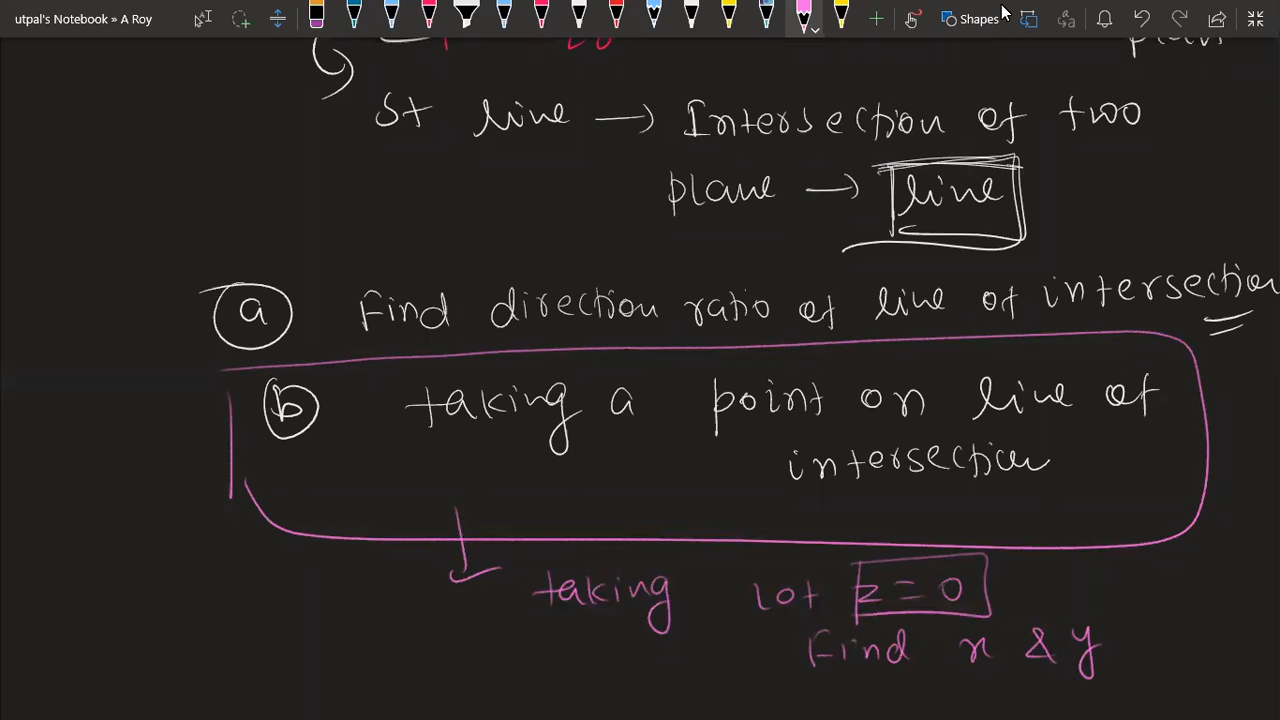 utpal's Notebook » A Roy
Shapes
St line → Intersection of two
plane → line
a Find direction ratio of line of intersection
b taking a point on line of
intersection
taking let z = 0
Find x & y